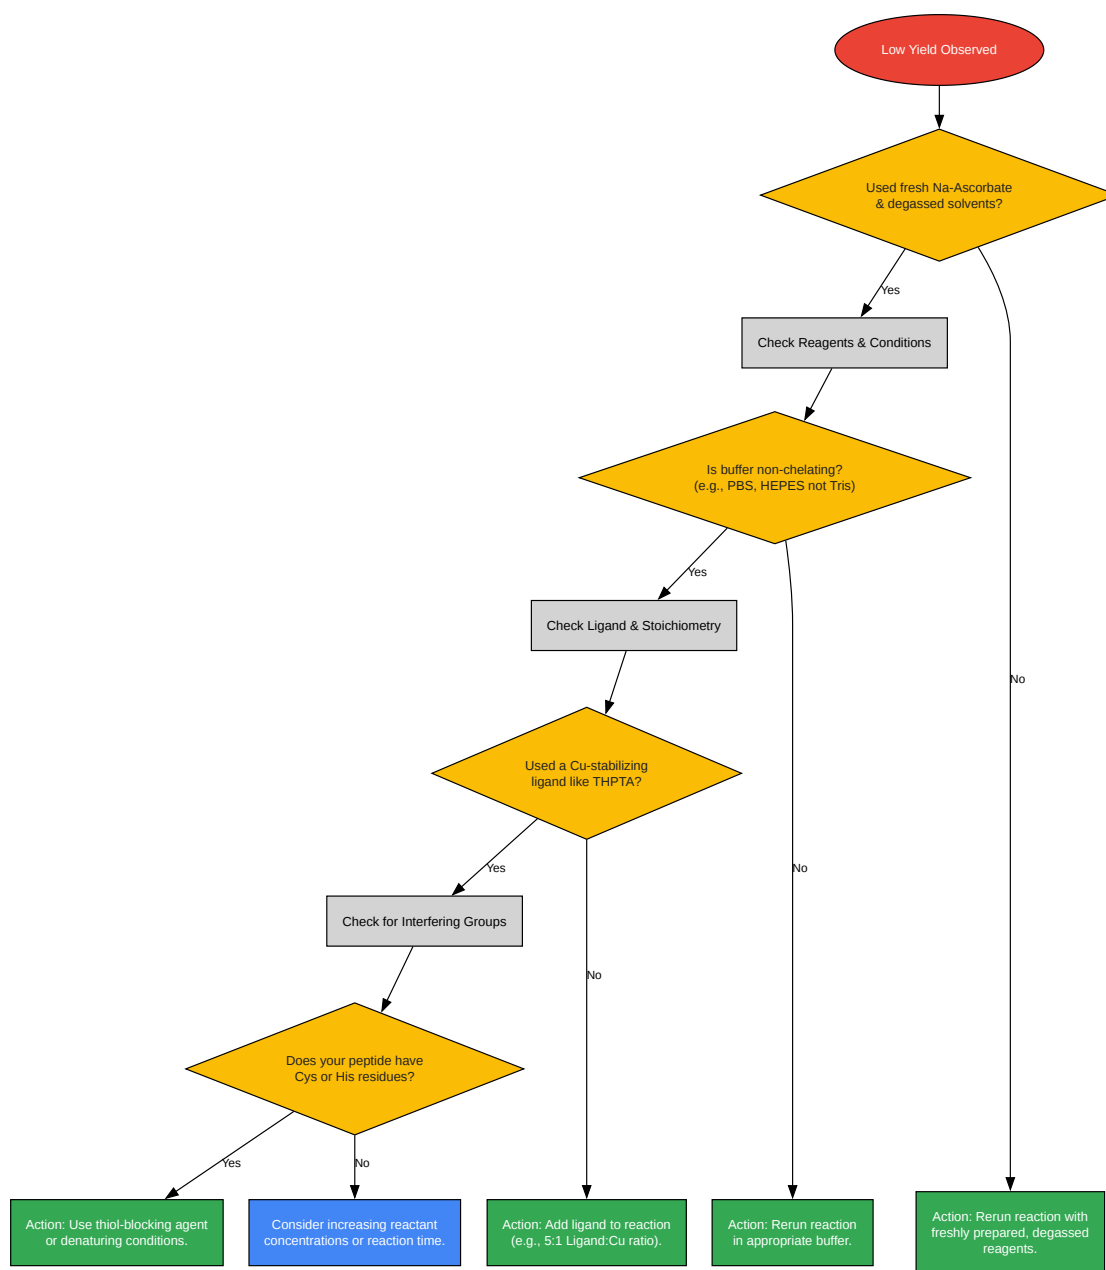 Low Yield Observed
Used fresh Na-Ascorbate
& degassed solvents?
Yes
Check Reagents & Conditions
Is buffer non-chelating?
(e.g., PBS, HEPES not Tris)
Yes
Check Ligand & Stoichiometry
No
Used a Cu-stabilizing
ligand like THPTA?
Yes
No
Check for Interfering Groups
No
Does your peptide have
Cys or His residues?
Yes
No
Action: Use thiol-blocking agent
or denaturing conditions.
Consider increasing reactant
concentrations or reaction time.
Action: Add ligand to reaction
(e.g., 5:1 Ligand:Cu ratio).
Action: Rerun reaction
in appropriate buffer.
Action: Rerun reaction with
freshly prepared, degassed
reagents.